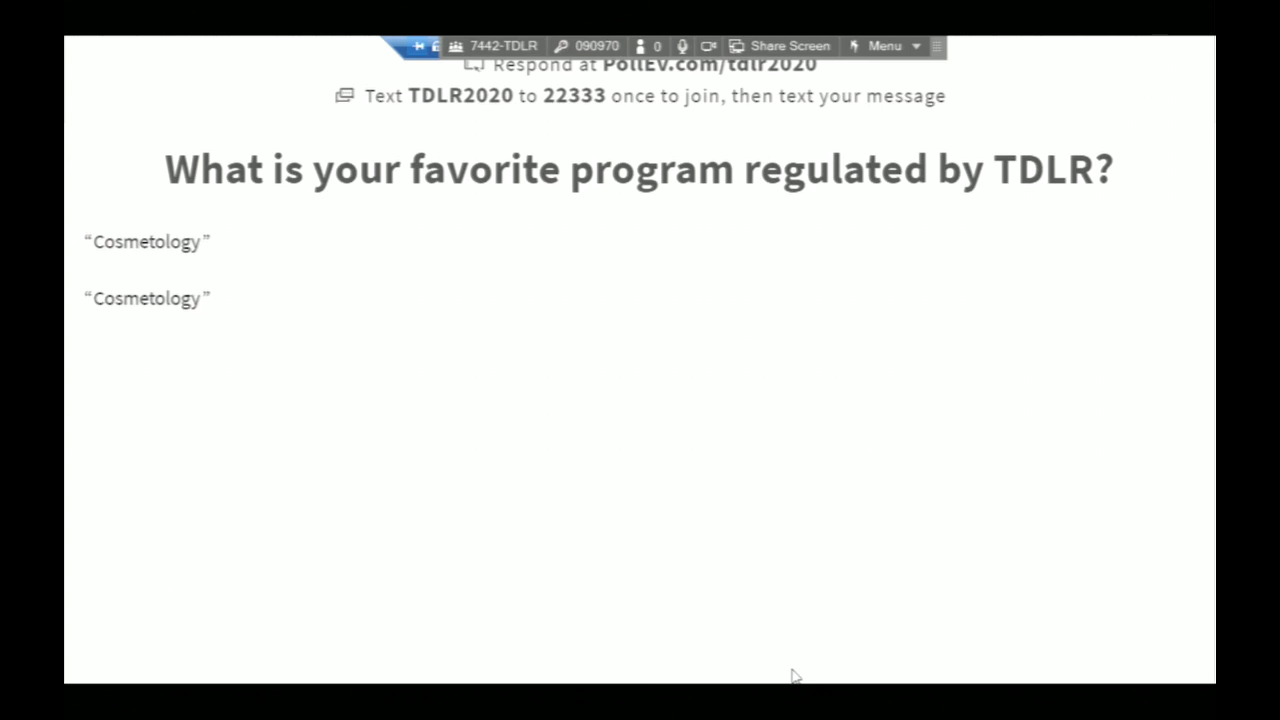 7442-TDLR 090970 0 Share Screen Menu
Respond at PollEv.com/tdlr2020
Text TDLR2020 to 22333 once to join, then text your message
What is your favorite program regulated by TDLR?
“Cosmetology”
“Cosmetology”